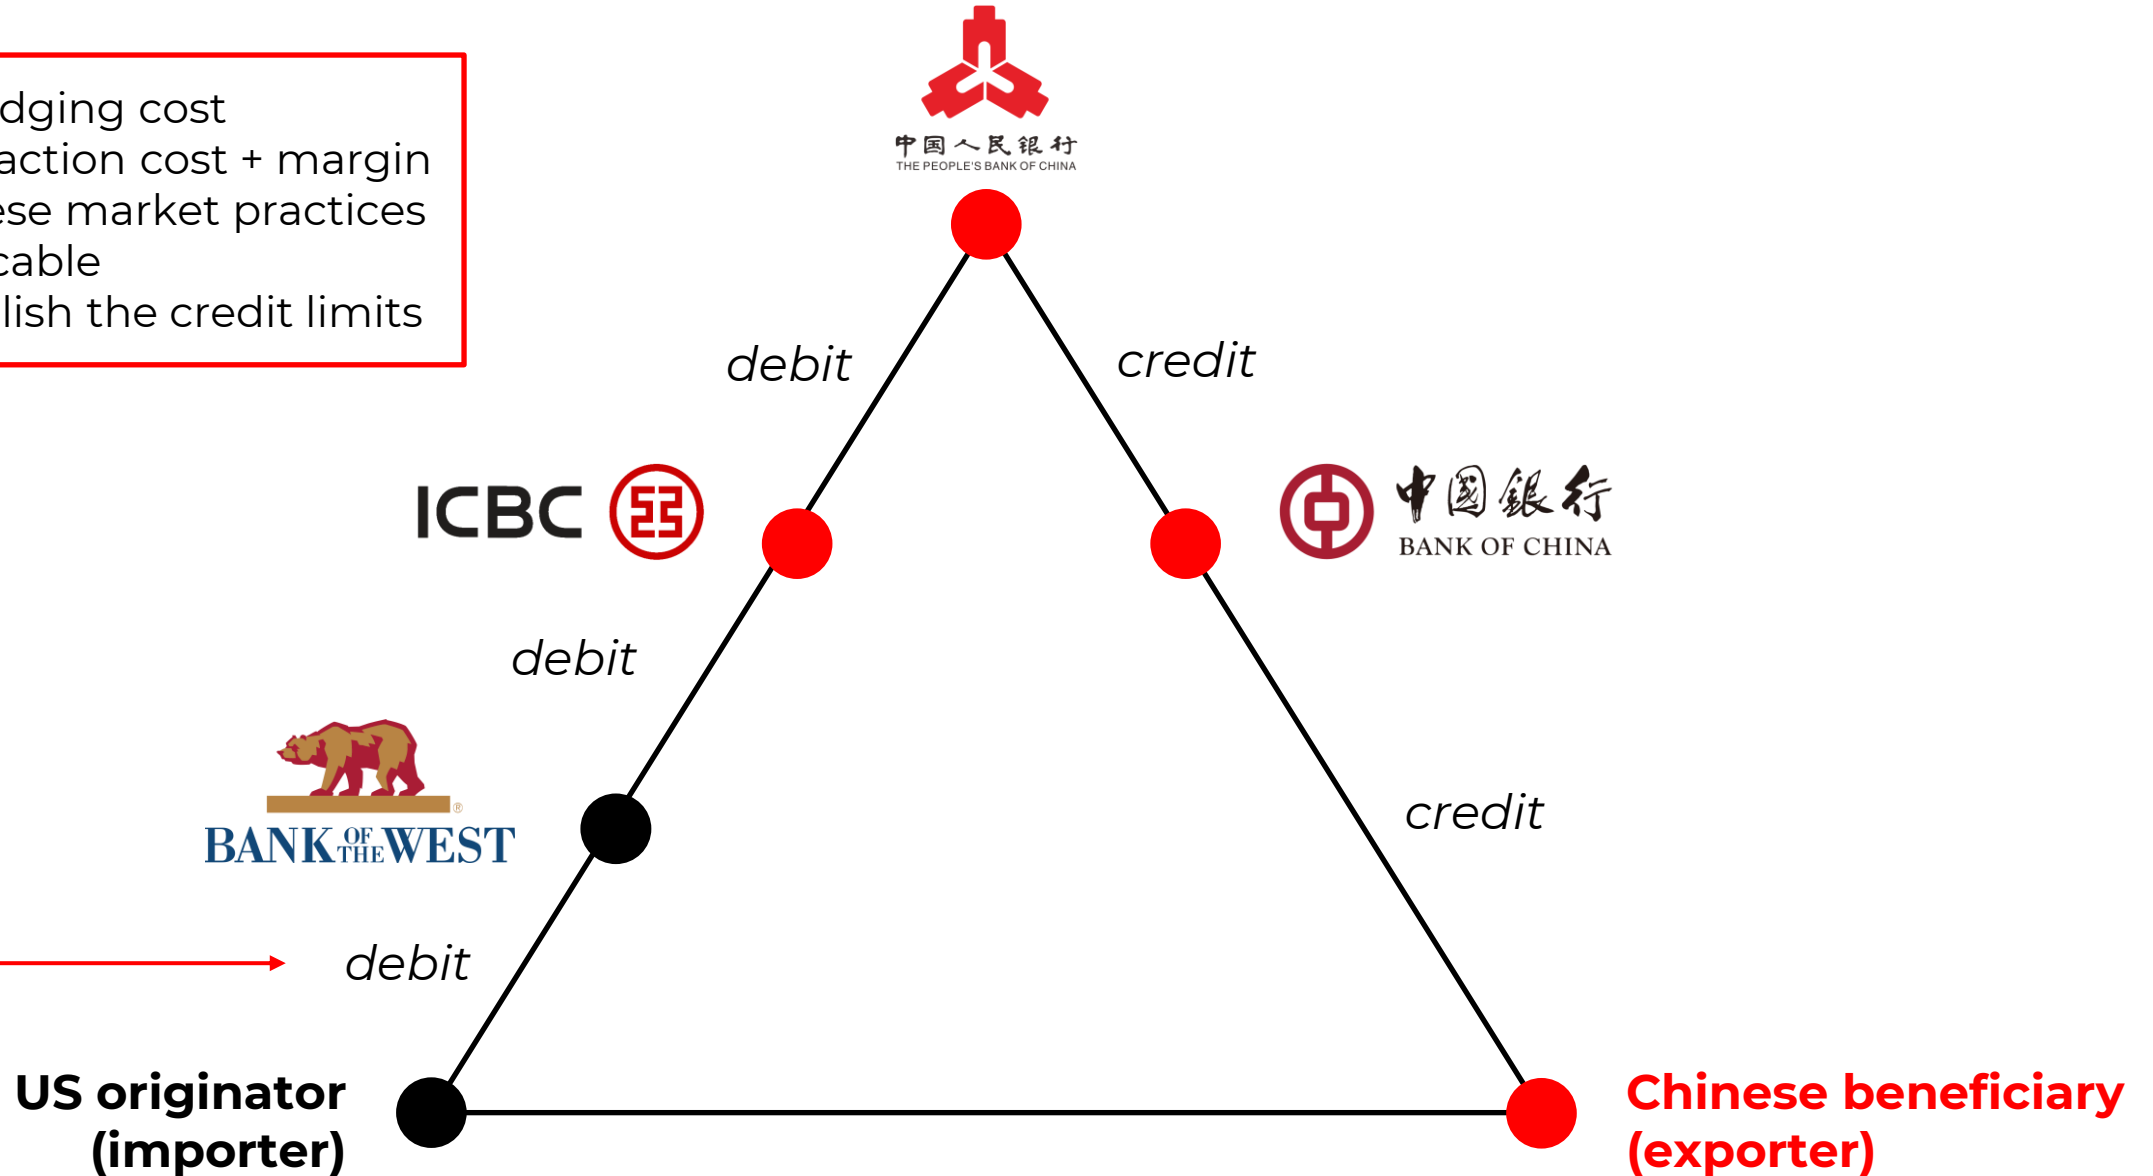 中国人民银行
THE PEOPLE'S BANK OF CHINA
dging cost
action cost + margin
ese market practices
cable
lish the credit limits
debit
credit
ICBC
中國銀行
BANK OF CHINA
debit
®
BANK OF THE WEST
credit
debit
US originator
(importer)
Chinese beneficiary
(exporter)